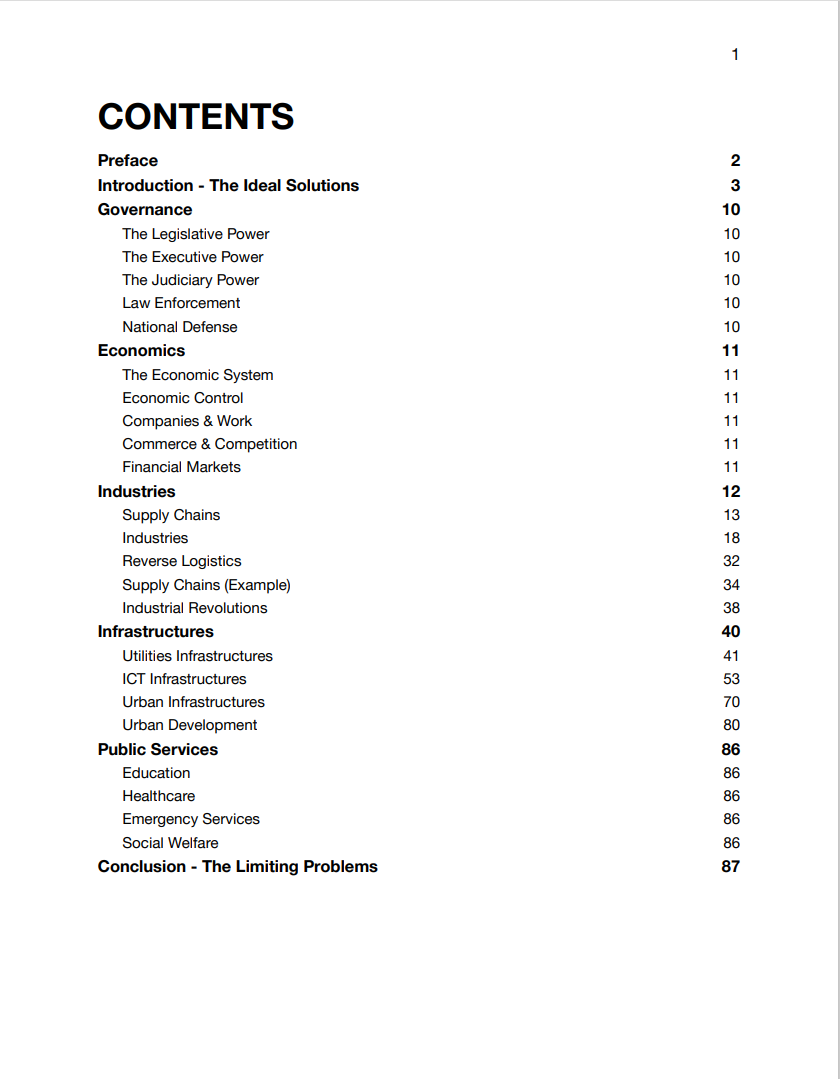 1
CONTENTS
Preface 2
Introduction - The Ideal Solutions 3
Governance 10
The Legislative Power 10
The Executive Power 10
The Judiciary Power 10
Law Enforcement 10
National Defense 10
Economics 11
The Economic System 11
Economic Control 11
Companies & Work 11
Commerce & Competition 11
Financial Markets 11
Industries 12
Supply Chains 13
Industries 18
Reverse Logistics 32
Supply Chains (Example) 34
Industrial Revolutions 38
Infrastructures 40
Utilities Infrastructures 41
ICT Infrastructures 53
Urban Infrastructures 70
Urban Development 80
Public Services 86
Education 86
Healthcare 86
Emergency Services 86
Social Welfare 86
Conclusion - The Limiting Problems 87